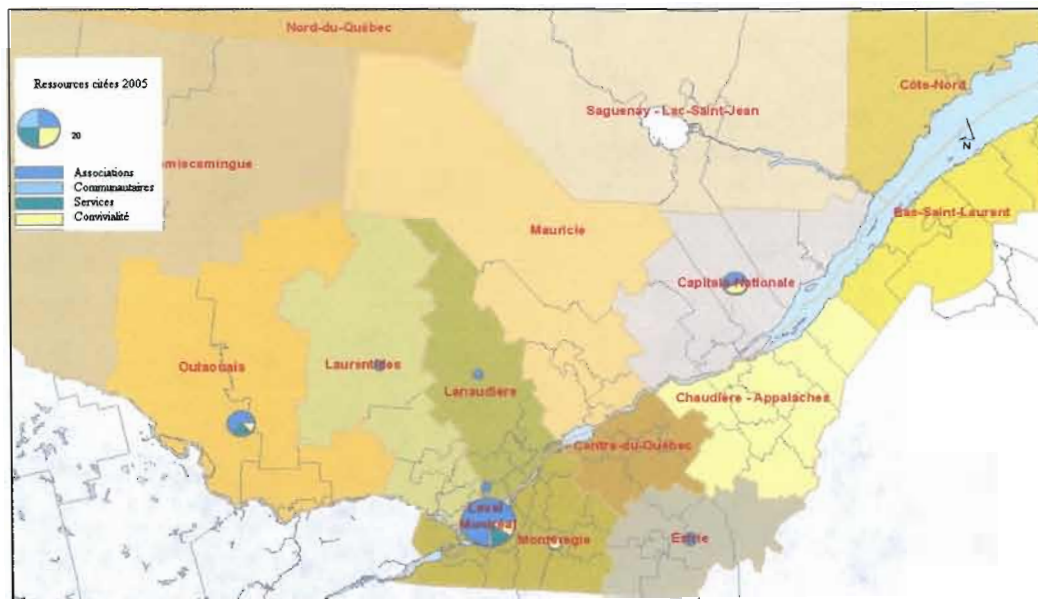 Nord-du-Québec
Ressources citées 2005
20
Associations
Communautaires
Services
Convivialité
Saguenay - Lac-Saint-Jean
Côte-Nord
N
miscamingue
Mauricie
Bas-Saint-Laurent
Capitale Nationale
Outaouais
Laurentides
Lanaudière
Chaudière - Appalaches
Centre-du-Québec
Laval
Montréal
Montérégie
Estrie